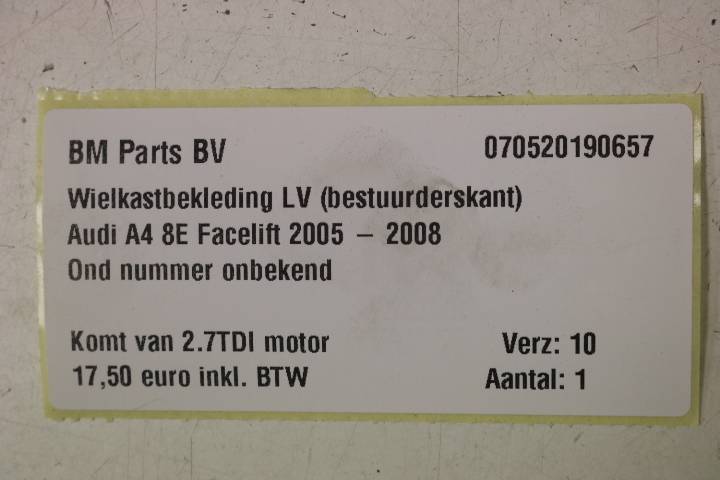 BM Parts BV 070520190657
Wielkastbekleding LV (bestuurderskant)
Audi A4 8E Facelift 2005 – 2008
Ond nummer onbekend
Komt van 2.7TDI motor Verz: 10
17,50 euro inkl. BTW Aantal: 1